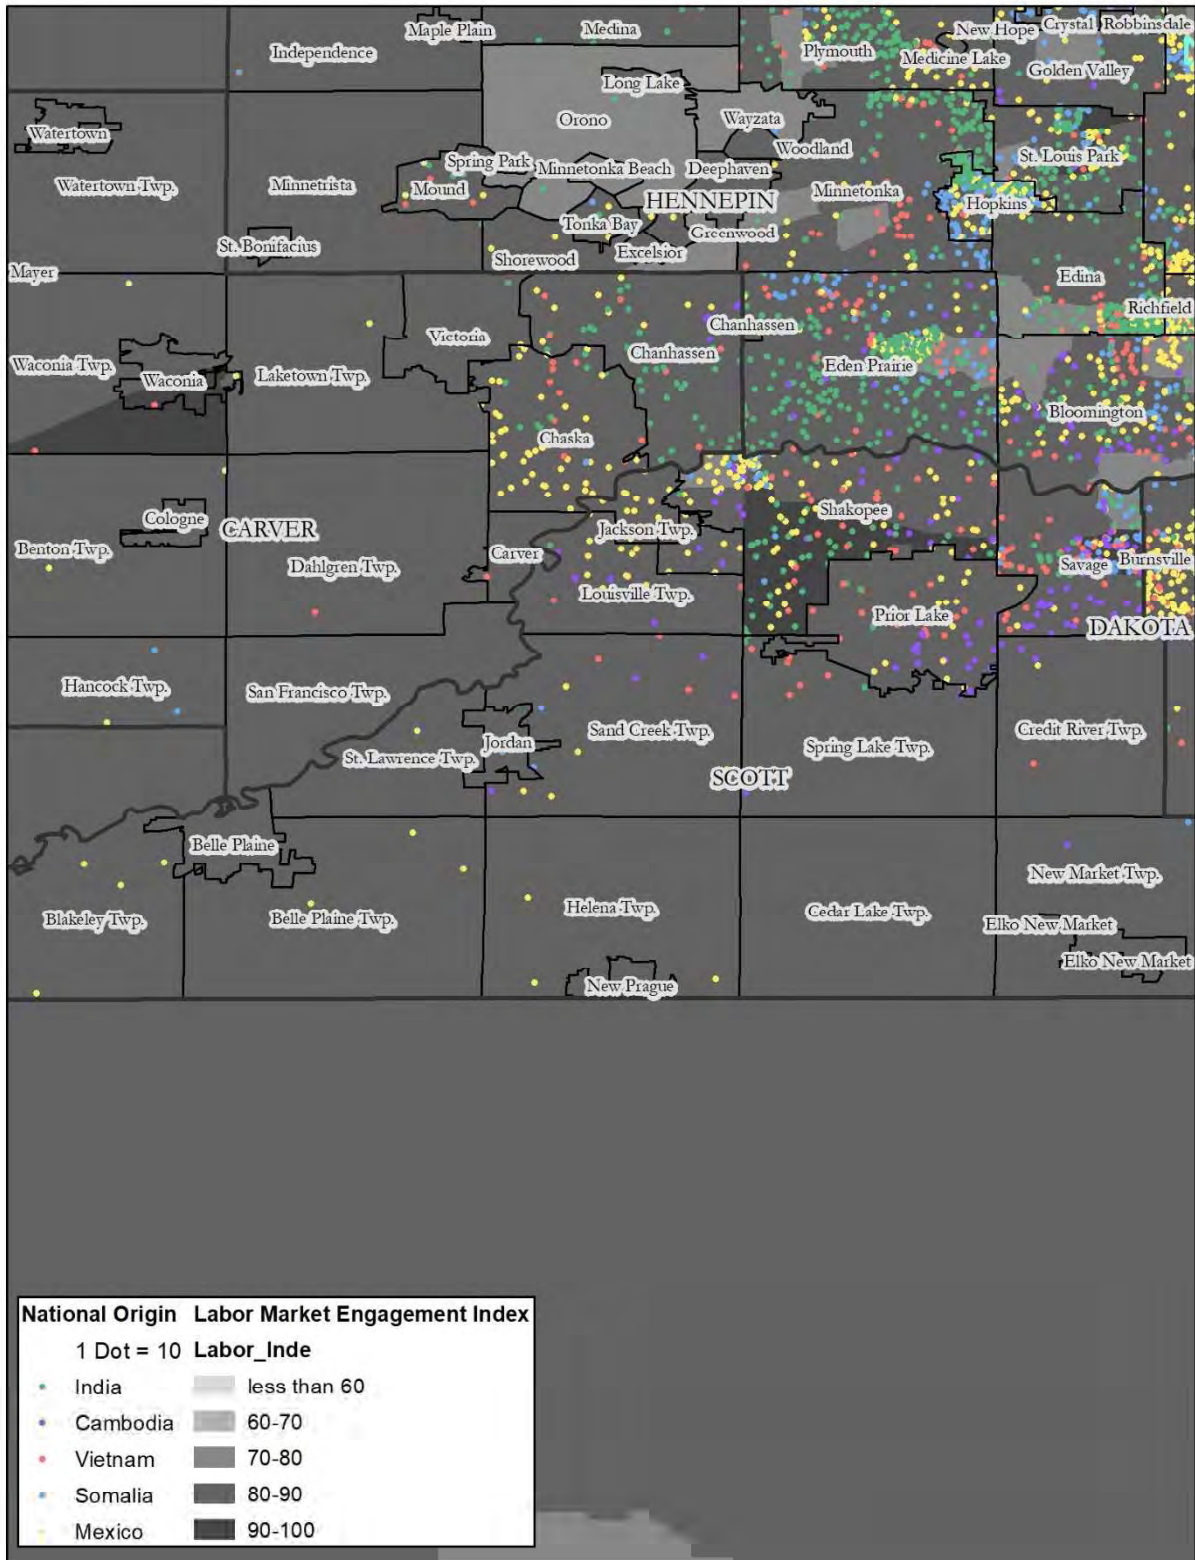 Maple Plain
Medina
New Hope
Crystal
Robbinsdale
Independence
Plymouth
Medicine Lake
Golden Valley
Long Lake
Watertown
Orono
Wayzata
Woodland
St. Louis Park
Watertown Twp.
Minnetrista
Spring Park
Mound
Minnetonka Beach
Deephaven
Minnetonka
HENNEPIN
Hopkins
Tonka Bay
Greenwood
St. Bonifacius
Excelsior
Shorewood
Mayer
Edina
Richfield
Victoria
Chanhassen
Chanhassen
Waconia Twp.
Waconia
Laketown Twp.
Eden Prairie
Bloomington
Chaska
Cologne
CARVER
Jackson Twp.
Shakopee
Benton Twp.
Dahlgren Twp.
Carver
Louisville Twp.
Savage
Burnsville
Prior Lake
DAKOTA
Hancock Twp.
San Francisco Twp.
Sand Creek Twp.
Credit River Twp.
St. Lawrence Twp.
Jordan
Spring Lake Twp.
SCOTT
Belle Plaine
New Market Twp.
Blakeley Twp.
Belle Plaine Twp.
Helena Twp.
Cedar Lake Twp.
Elko New Market
Elko New Market
New Prague
National Origin Labor Market Engagement Index
1 Dot = 10 Labor_Inde
India less than 60
Cambodia 60-70
Vietnam 70-80
Somalia 80-90
Mexico 90-100